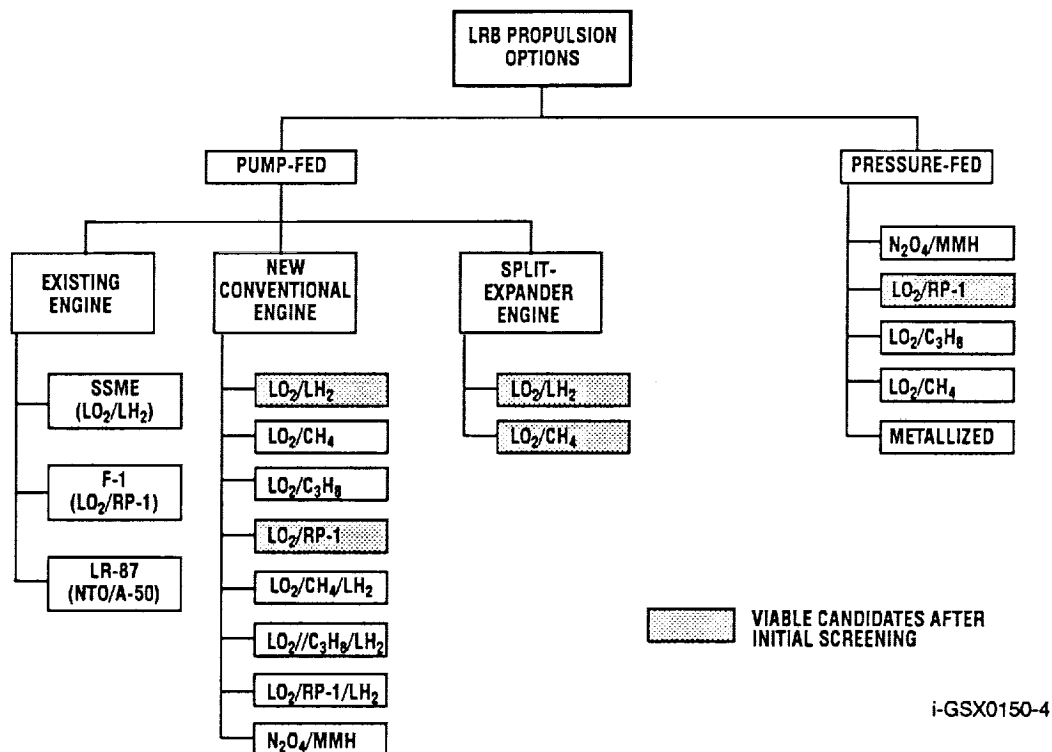 LRB PROPULSION
OPTIONS
PUMP-FED
PRESSURE-FED
EXISTING
ENGINE
SSME
(LO₂/LH₂)
F-1
(LO₂/RP-1)
LR-87
(NTO/A-50)
NEW
CONVENTIONAL
ENGINE
LO₂/LH₂
LO₂/CH₄
LO₂/C₃H₈
LO₂/RP-1
LO₂/CH₄/LH₂
LO₂//C₃H₈/LH₂
LO₂/RP-1/LH₂
N₂O₄/MMH
SPLIT-
EXPANDER
ENGINE
LO₂/LH₂
LO₂/CH₄
N₂O₄/MMH
LO₂/RP-1
LO₂/C₃H₈
LO₂/CH₄
METALLIZED
VIABLE CANDIDATES AFTER
INITIAL SCREENING
i-GSX0150-4